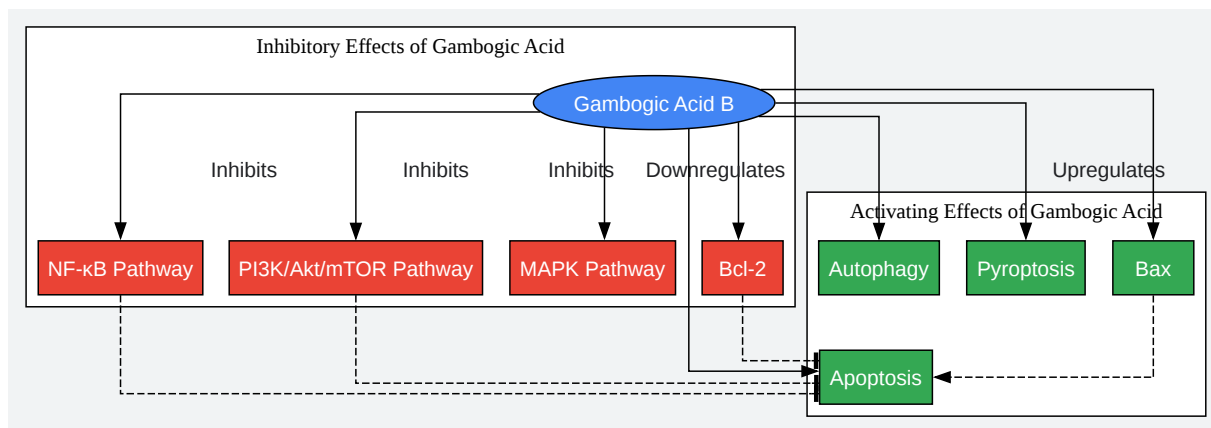 Inhibitory Effects of Gambogic Acid
Gambogic Acid B
Inhibits
Inhibits
Inhibits
Downregulates
Upregulates
Activating Effects of Gambogic Acid
NF-κB Pathway
PI3K/Akt/mTOR Pathway
MAPK Pathway
Bcl-2
Autophagy
Pyroptosis
Bax
Apoptosis